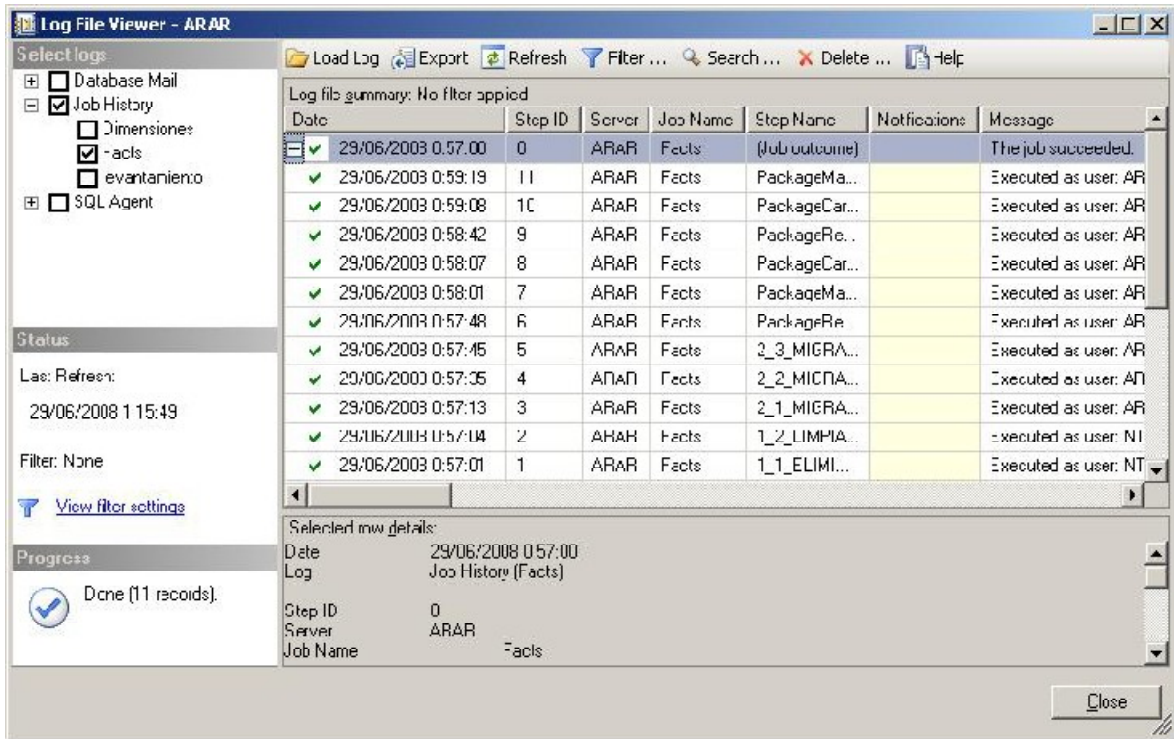 Log File Viewer - ARAR
Select logs
Database Mail
Job History
Dimensiones
Facts
levantamiento
SQL Agent
Status
Last Refresh:
29/06/2008 1:15:49
Filter: None
View filter settings
Progress
Done (11 records).
Load Log Export Refresh Filter ... Search ... Delete ... Help
Log file summary: No filter applied
Date Step ID Server Job Name Step Name Notifications Message
29/06/2008 0:57:00 0 ARAR Facts (Job outcome) The job succeeded.
29/06/2008 0:59:19 11 ARAR Facts PackageMa... Executed as user: AR
29/06/2008 0:59:08 10 ARAR Facts PackageCar... Executed as user: AR
29/06/2008 0:58:42 9 ARAR Facts PackageRe... Executed as user: AR
29/06/2008 0:58:07 8 ARAR Facts PackageCar... Executed as user: AR
29/06/2008 0:58:01 7 ARAR Facts PackageMa... Executed as user: AR
29/06/2008 0:57:48 6 ARAR Facts PackageRe... Executed as user: AR
29/06/2008 0:57:45 5 ARAR Facts 2_3_MIGRA... Executed as user: AR
29/06/2008 0:57:35 4 ARAR Facts 2_2_MIGRA... Executed as user: AR
29/06/2008 0:57:13 3 ARAR Facts 2_1_MIGRA... Executed as user: AR
29/06/2008 0:57:04 2 ARAR Facts 1_2_LIMPIA... Executed as user: NT
29/06/2008 0:57:01 1 ARAR Facts 1_1_ELIMI... Executed as user: NT
Selected row details:
Date 29/06/2008 0:57:00
Log Job History (Facts)
Step ID 0
Server ARAR
Job Name Facts
Close